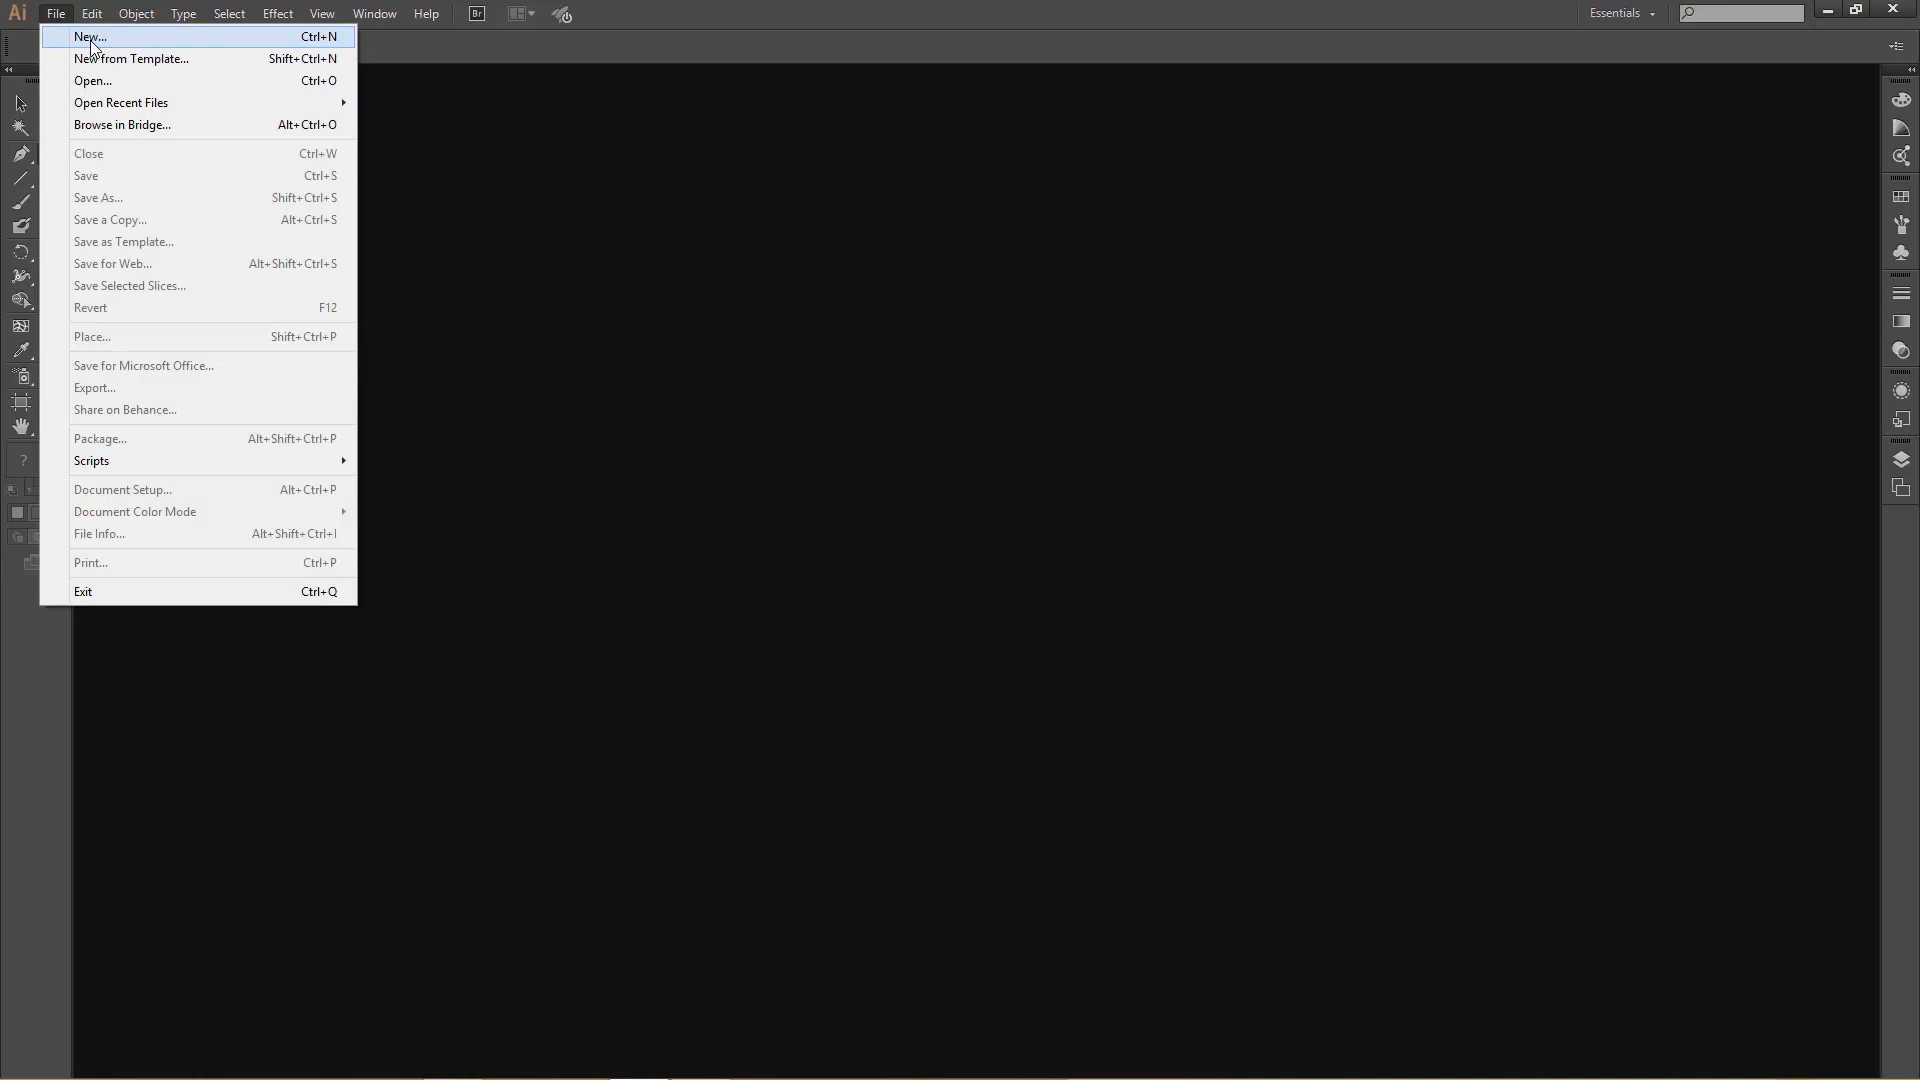 Ai File Edit Object Type Select Effect View Window Help Br Essentials
New... Ctrl+N
New from Template... Shift+Ctrl+N
Open... Ctrl+O
Open Recent Files
Browse in Bridge... Alt+Ctrl+O
Close Ctrl+W
Save Ctrl+S
Save As... Shift+Ctrl+S
Save a Copy... Alt+Ctrl+S
Save as Template...
Save for Web... Alt+Shift+Ctrl+S
Save Selected Slices...
Revert F12
Place... Shift+Ctrl+P
Save for Microsoft Office...
Export...
Share on Behance...
Package... Alt+Shift+Ctrl+P
Scripts
Document Setup... Alt+Ctrl+P
Document Color Mode
File Info... Alt+Shift+Ctrl+I
Print... Ctrl+P
Exit Ctrl+Q
?